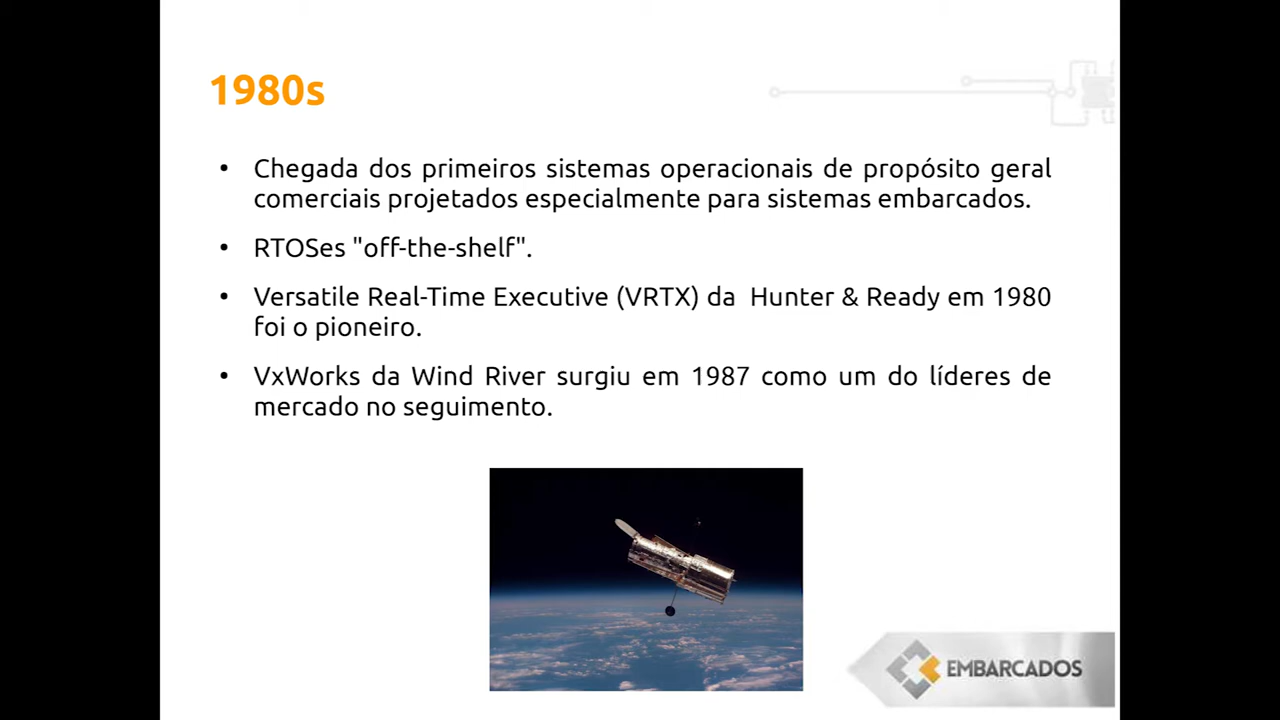 1980s
• Chegada dos primeiros sistemas operacionais de propósito geral
comerciais projetados especialmente para sistemas embarcados.
• RTOSes "off-the-shelf".
• Versatile Real-Time Executive (VRTX) da  Hunter & Ready em 1980
foi o pioneiro.
• VxWorks da Wind River surgiu em 1987 como um do líderes de
mercado no seguimento.
EMBARCADOS